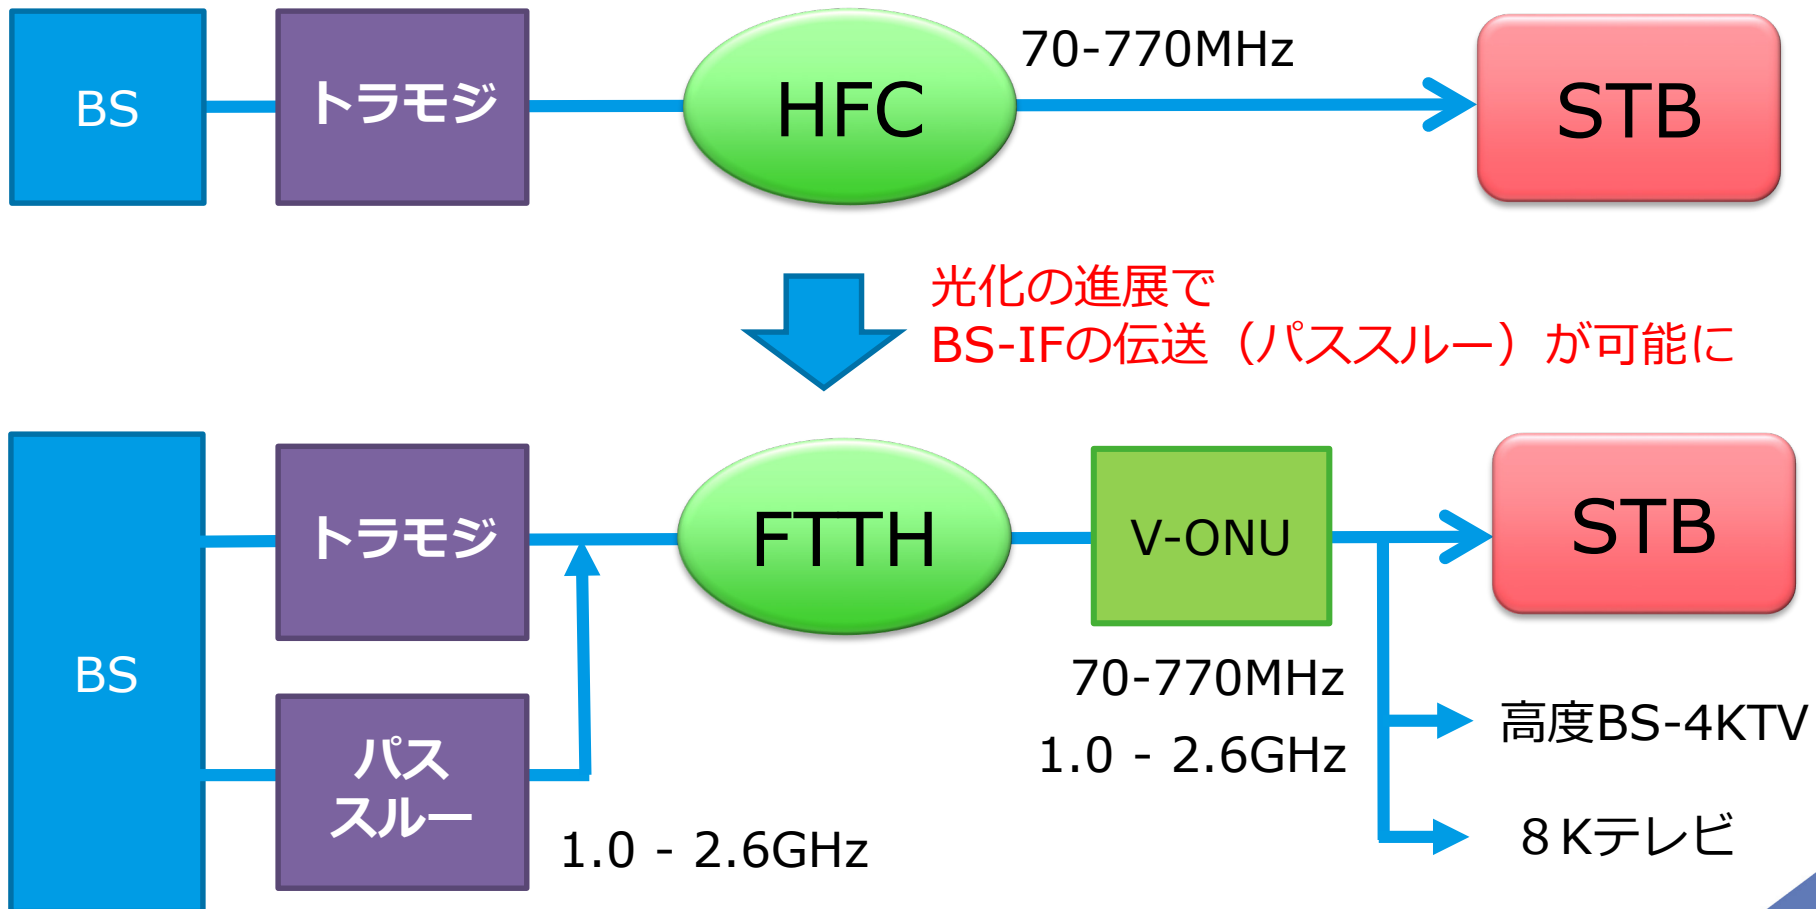 BS
トラモジ
HFC
70-770MHz
STB
光化の進展で
BS-IFの伝送（パススルー）が可能に
BS
トラモジ
パス
スルー
1.0 - 2.6GHz
FTTH
V-ONU
70-770MHz
1.0 - 2.6GHz
STB
高度BS-4KTV
８Kテレビ